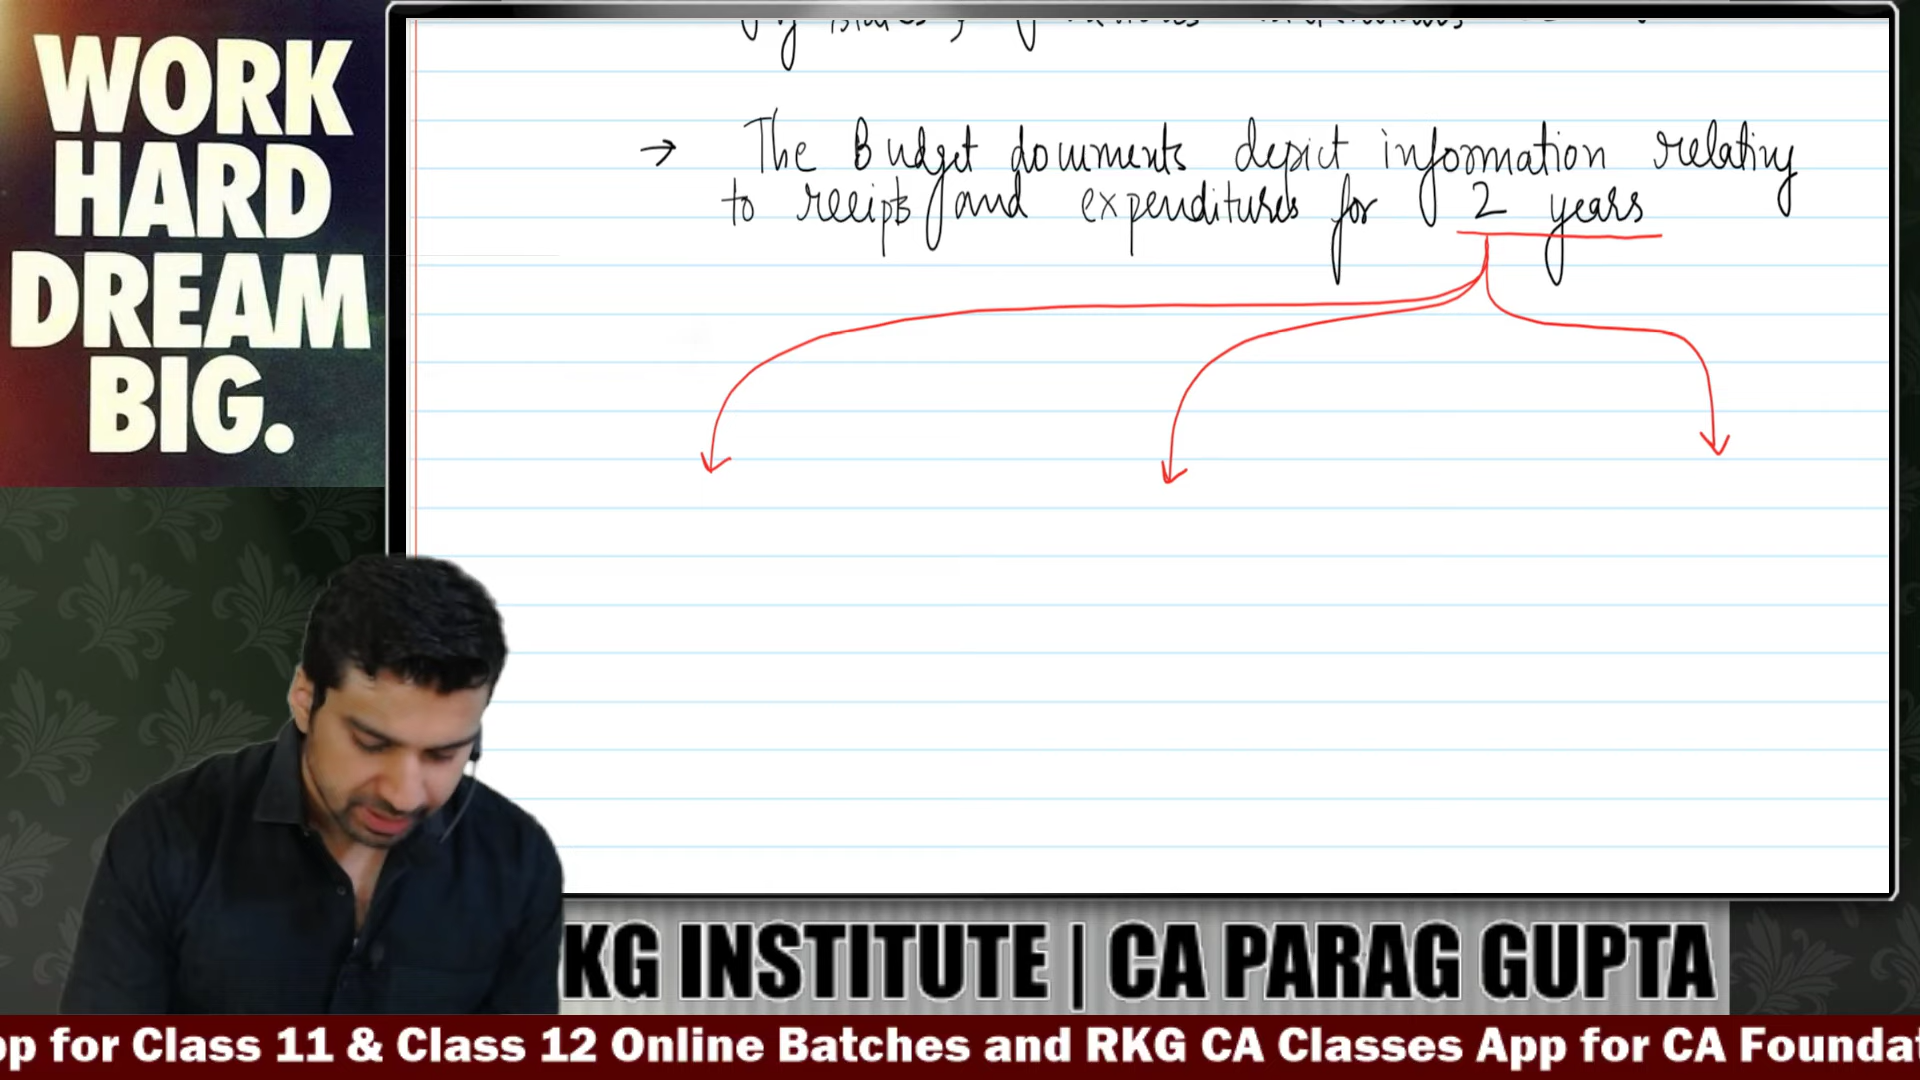 WORK
HARD
DREAM
BIG.
→ The Budget documents depict information relating
to receipts and expenditures for 2 years
KG INSTITUTE | CA PARAG GUPTA
pp for Class 11 & Class 12 Online Batches and RKG CA Classes App for CA Foundat